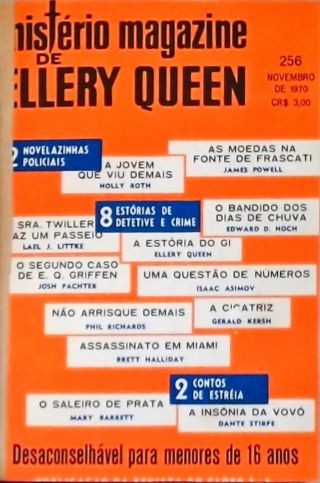 mistério magazine
DE
ELLERY QUEEN
256
NOVEMBRO
DE 1970
CR$ 3,00
2 NOVELAZINHAS
POLICIAIS
A JOVEM
QUE VIU DEMAIS
HOLLY ROTH
AS MOEDAS NA
FONTE DE FRASCATI
JAMES POWELL
8 ESTÓRIAS DE
DETETIVE E CRIME
O BANDIDO DOS
DIAS DE CHUVA
EDWARD D. HOCH
SRA. TWILLER
AZ UM PASSEIO
LAEL J. LITTKE
A ESTÓRIA DO GI
ELLERY QUEEN
O SEGUNDO CASO
DE E. Q. GRIFFEN
JOSH PACHTER
UMA QUESTÃO DE NÚMEROS
ISAAC ASIMOV
NÃO ARRISQUE DEMAIS
PHIL RICHARDS
A CICATRIZ
GERALD KERSH
ASSASSINATO EM MIAMI
BRETT HALLIDAY
2 CONTOS
DE ESTRÉIA
O SALEIRO DE PRATA
MARY BARRETT
A INSÔNIA DA VOVÓ
DANTE STIRPE
Desaconselhável para menores de 16 anos